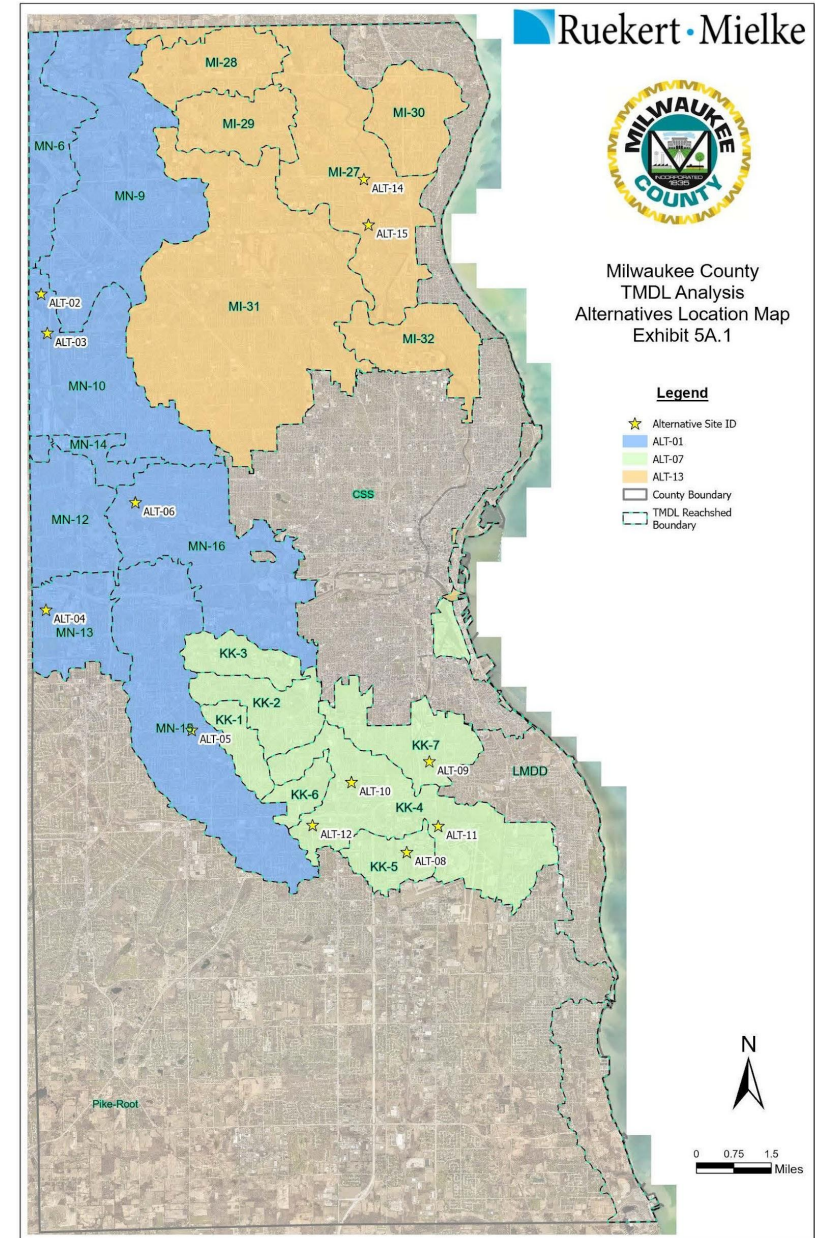 Ruekert · Mielke
MILWAUKEE
INCORPORATED
1835
COUNTY
Milwaukee County
TMDL Analysis
Alternatives Location Map
Exhibit 5A.1
Legend
Alternative Site ID
ALT-01
ALT-07
ALT-13
County Boundary
TMDL Reachshed
Boundary
MI-28
MI-30
MI-29
MN-6
MI-27
ALT-14
MN-9
ALT-15
ALT-02
MI-31
ALT-03
MI-32
MN-10
MN-14
CSS
ALT-06
MN-12
MN-16
ALT-04
MN-13
KK-3
KK-2
KK-1
ALT-05
KK-7
ALT-09
LMDD
ALT-10
KK-6
KK-4
ALT-12
ALT-11
ALT-08
KK-5
Pike-Root
N
0 0.75 1.5
Miles